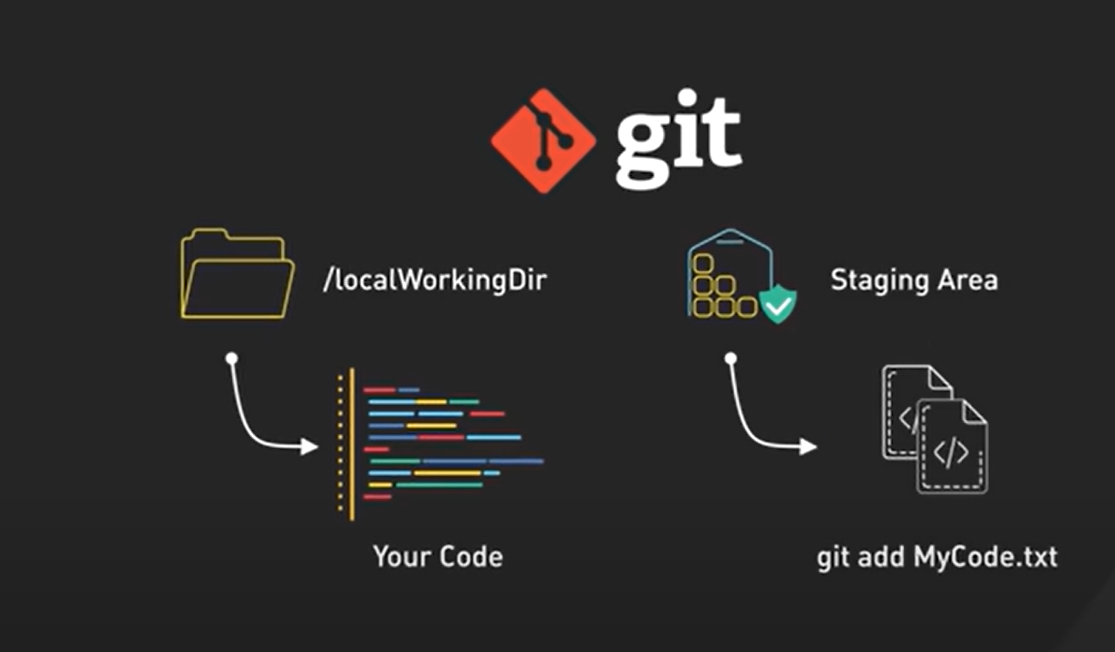 git
/localWorkingDir
Staging Area
</>
Your Code
git add MyCode.txt